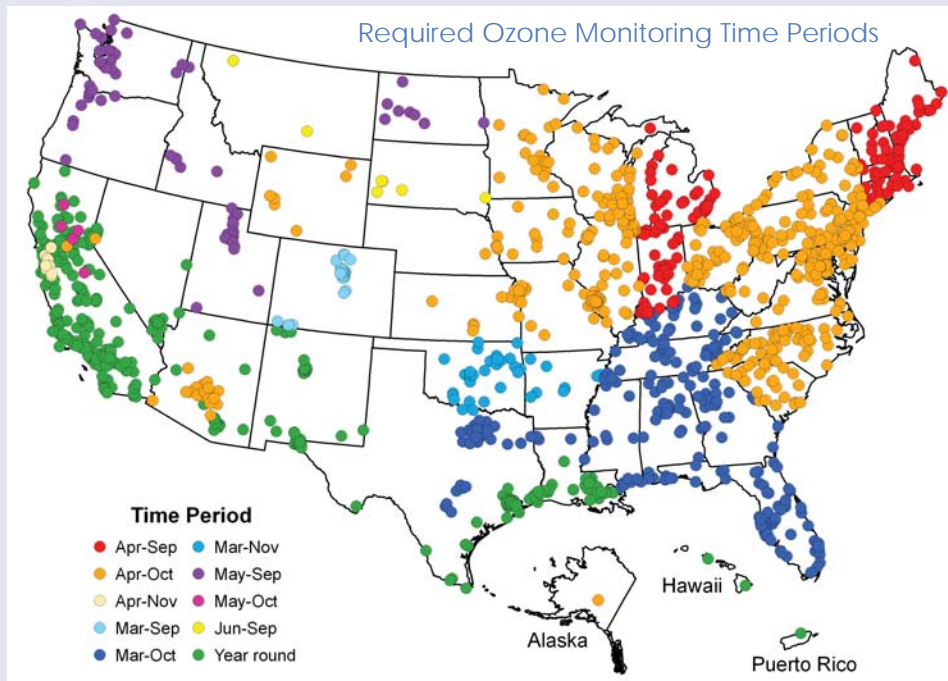 Required Ozone Monitoring Time Periods
Time Period
Apr-Sep
Apr-Oct
Apr-Nov
Mar-Sep
Mar-Oct
Mar-Nov
May-Sep
May-Oct
Jun-Sep
Year round
Alaska
Hawaii
Puerto Rico